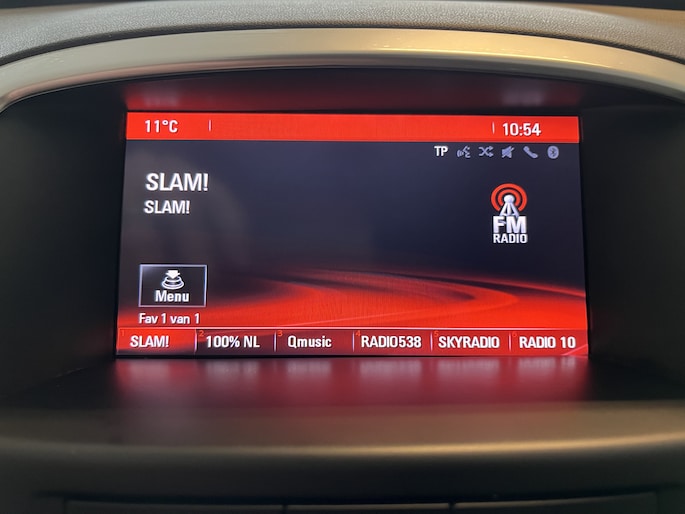 11°C 10:54
TP
SLAM!
SLAM!
FM
RADIO
Menu
Fav 1 van 1
1 SLAM! 2 100% NL 3 Qmusic 4 RADIO538 5 SKYRADIO 6 RADIO 10